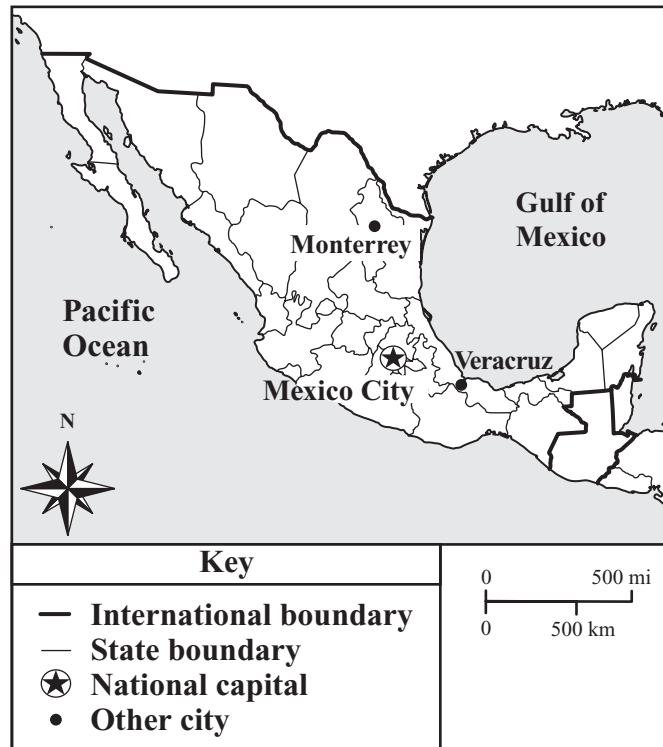 Gulf of
Mexico
Monterrey
Pacific
Ocean
Veracruz
Mexico City
N
Key
International boundary
State boundary
National capital
Other city
0 500 mi
0 500 km